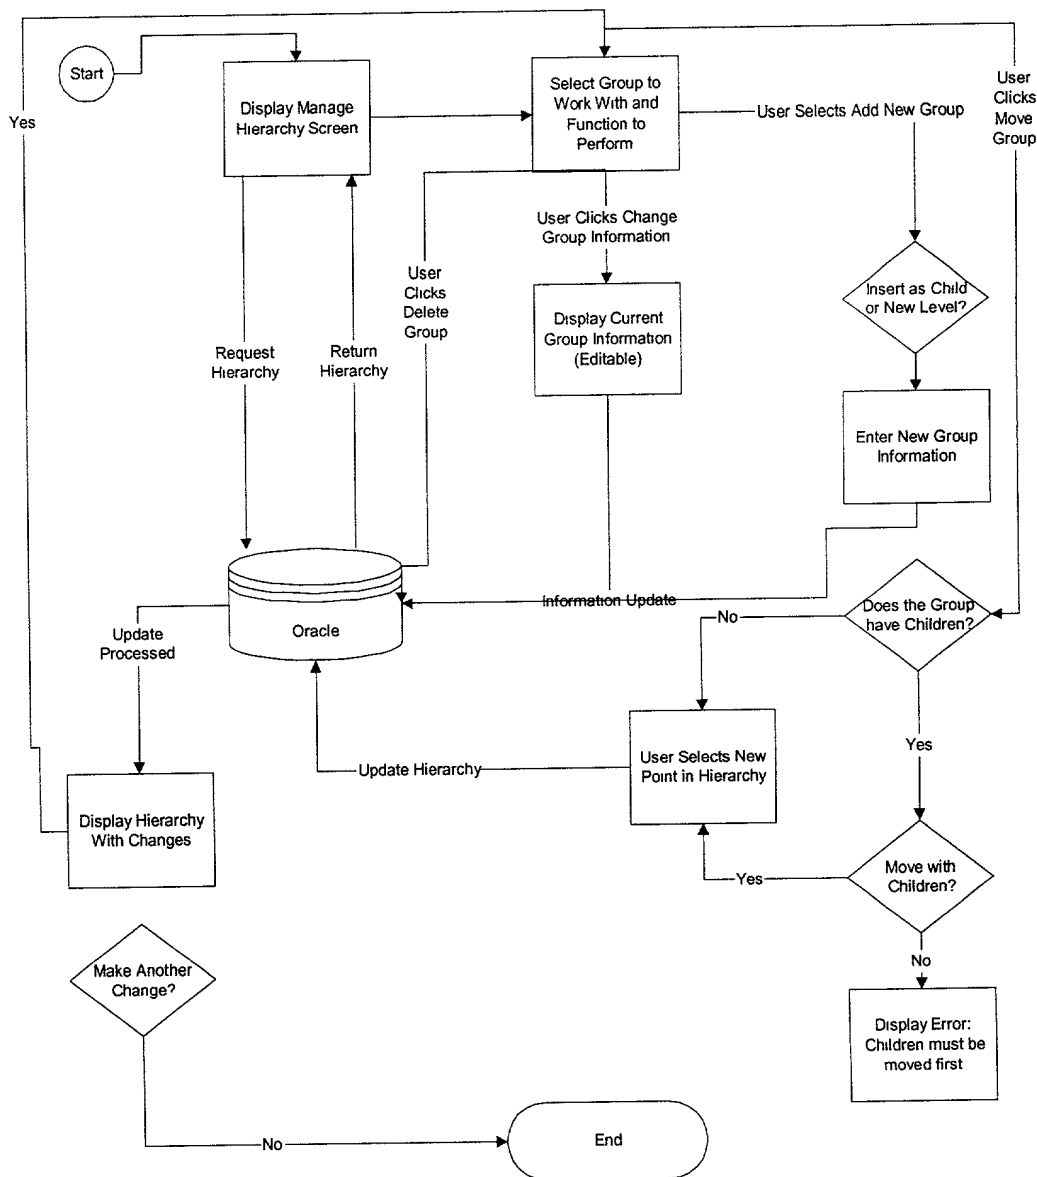 Start
Display Manage
Hierarchy Screen
Select Group to
Work With and
Function to
Perform
User Selects Add New Group
User
Clicks
Move
Group
Yes
User Clicks Change
Group Information
User
Clicks
Delete
Group
Insert as Child
or New Level?
Display Current
Group Information
(Editable)
Request
Hierarchy
Return
Hierarchy
Enter New Group
Information
Information Update
Oracle
Does the Group
have Children?
No
Update
Processed
Yes
User Selects New
Point in Hierarchy
Update Hierarchy
Display Hierarchy
With Changes
Move with
Children?
Yes
No
Make Another
Change?
Display Error:
Children must be
moved first
No
End